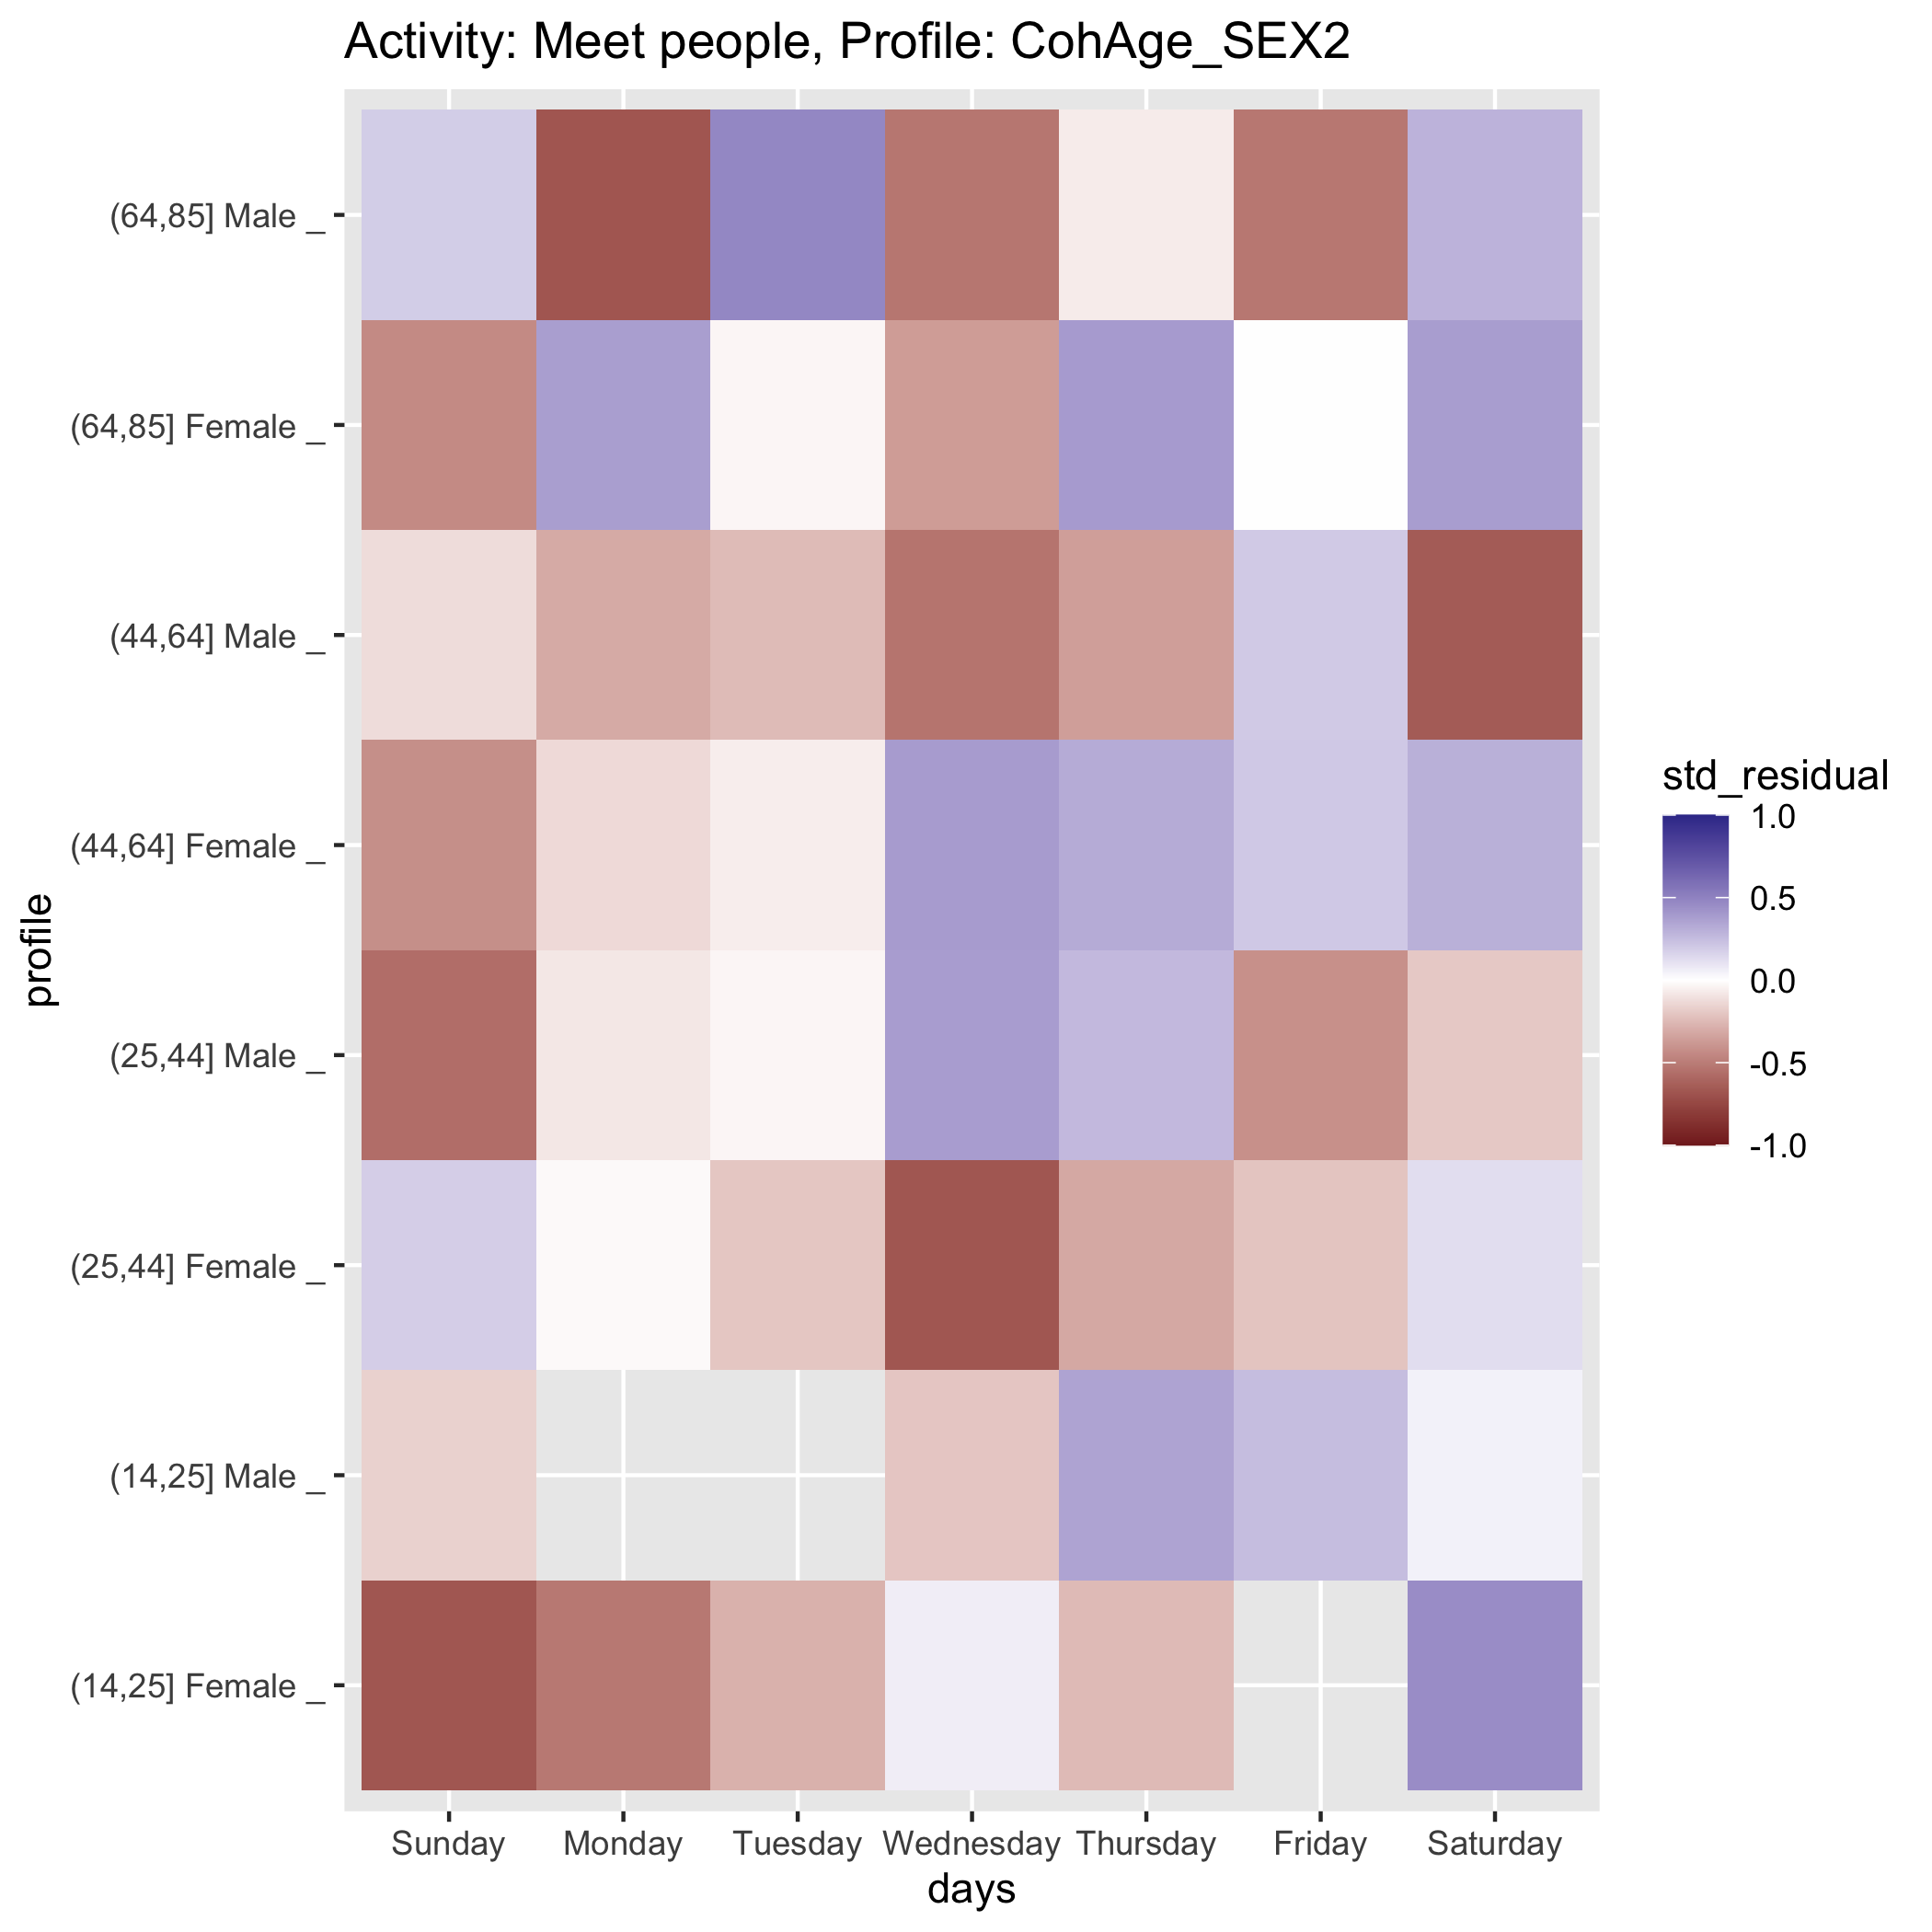 Activity: Meet people, Profile: CohAge_SEX2
profile
(64,85] Male _
(64,85] Female _
(44,64] Male _
(44,64] Female _
(25,44] Male _
(25,44] Female _
(14,25] Male _
(14,25] Female _
Sunday Monday Tuesday Wednesday Thursday Friday Saturday
days
std_residual
1.0
0.5
0.0
-0.5
-1.0